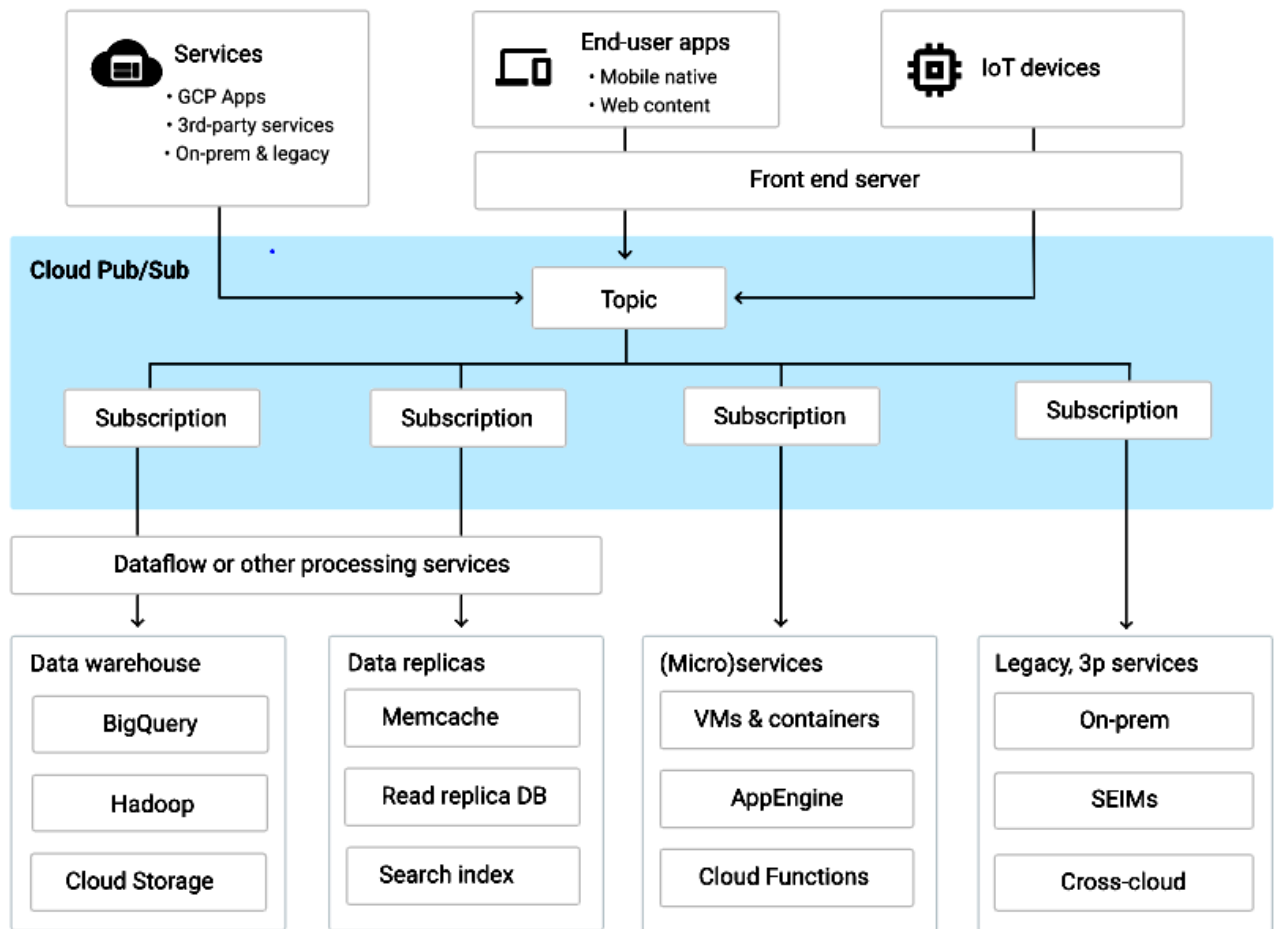 Services
• GCP Apps
• 3rd-party services
• On-prem & legacy
End-user apps
• Mobile native
• Web content
IoT devices
Front end server
Cloud Pub/Sub
Topic
Subscription
Subscription
Subscription
Subscription
Dataflow or other processing services
Data warehouse
BigQuery
Hadoop
Cloud Storage
Data replicas
Memcache
Read replica DB
Search index
(Micro)services
VMs & containers
AppEngine
Cloud Functions
Legacy, 3p services
On-prem
SEIMs
Cross-cloud